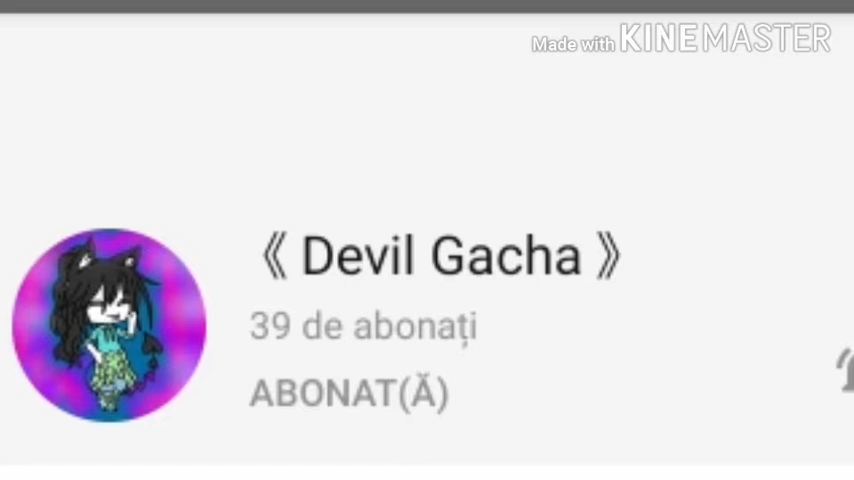 Made with KINEMASTER
《 Devil Gacha 》
39 de abonați
ABONAT(Ă)